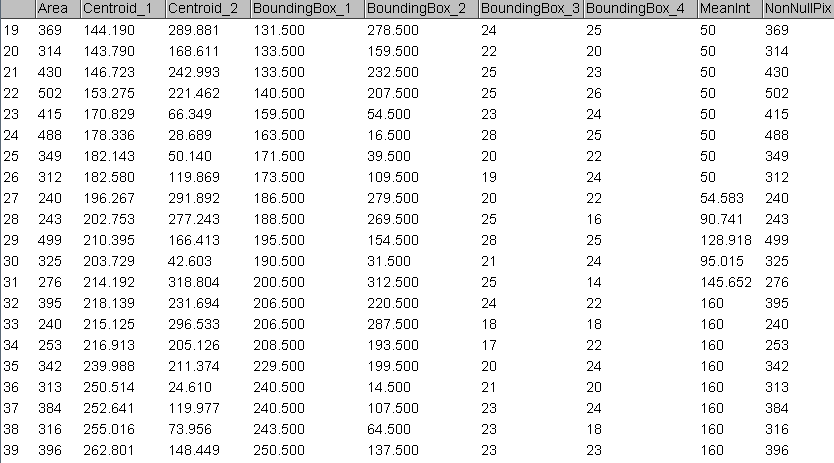 Area Centroid_1 Centroid_2 BoundingBox_1 BoundingBox_2 BoundingBox_3 BoundingBox_4 MeanInt NonNullPix
19 369 144.190 289.881 131.500 278.500 24 25 50 369
20 314 143.790 168.611 133.500 159.500 22 20 50 314
21 430 146.723 242.993 133.500 232.500 25 23 50 430
22 502 153.275 221.462 140.500 207.500 25 26 50 502
23 415 170.829 66.349 159.500 54.500 23 24 50 415
24 488 178.336 28.689 163.500 16.500 28 25 50 488
25 349 182.143 50.140 171.500 39.500 20 22 50 349
26 312 182.580 119.869 173.500 109.500 19 24 50 312
27 240 196.267 291.892 186.500 279.500 20 22 54.583 240
28 243 202.753 277.243 188.500 269.500 25 16 90.741 243
29 499 210.395 166.413 195.500 154.500 28 25 128.918 499
30 325 203.729 42.603 190.500 31.500 21 24 95.015 325
31 276 214.192 318.804 200.500 312.500 25 14 145.652 276
32 395 218.139 231.694 206.500 220.500 24 22 160 395
33 240 215.125 296.533 206.500 287.500 18 18 160 240
34 253 216.913 205.126 208.500 193.500 17 22 160 253
35 342 239.988 211.374 229.500 199.500 20 24 160 342
36 313 250.514 24.610 240.500 14.500 21 20 160 313
37 384 252.641 119.977 240.500 107.500 23 24 160 384
38 316 255.016 73.956 243.500 64.500 23 18 160 316
39 396 262.801 148.449 250.500 137.500 23 23 160 396